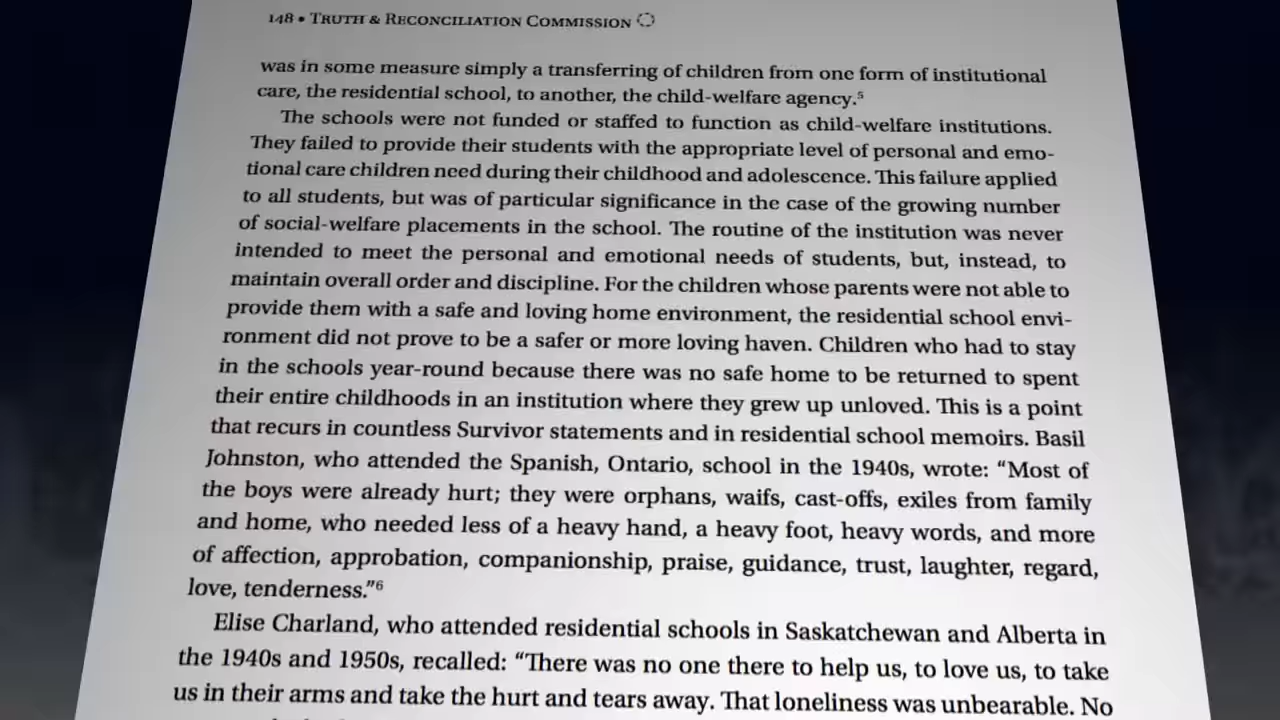 148 • TRUTH & RECONCILIATION COMMISSION
was in some measure simply a transferring of children from one form of institutional
care, the residential school, to another, the child-welfare agency.⁵
The schools were not funded or staffed to function as child-welfare institutions.
They failed to provide their students with the appropriate level of personal and emo-
tional care children need during their childhood and adolescence. This failure applied
to all students, but was of particular significance in the case of the growing number
of social-welfare placements in the school. The routine of the institution was never
intended to meet the personal and emotional needs of students, but, instead, to
maintain overall order and discipline. For the children whose parents were not able to
provide them with a safe and loving home environment, the residential school envi-
ronment did not prove to be a safer or more loving haven. Children who had to stay
in the schools year-round because there was no safe home to be returned to spent
their entire childhoods in an institution where they grew up unloved. This is a point
that recurs in countless Survivor statements and in residential school memoirs. Basil
Johnston, who attended the Spanish, Ontario, school in the 1940s, wrote: “Most of
the boys were already hurt; they were orphans, waifs, cast-offs, exiles from family
and home, who needed less of a heavy hand, a heavy foot, heavy words, and more
of affection, approbation, companionship, praise, guidance, trust, laughter, regard,
love, tenderness.”⁶
Elise Charland, who attended residential schools in Saskatchewan and Alberta in
the 1940s and 1950s, recalled: “There was no one there to help us, to love us, to take
us in their arms and take the hurt and tears away. That loneliness was unbearable. No